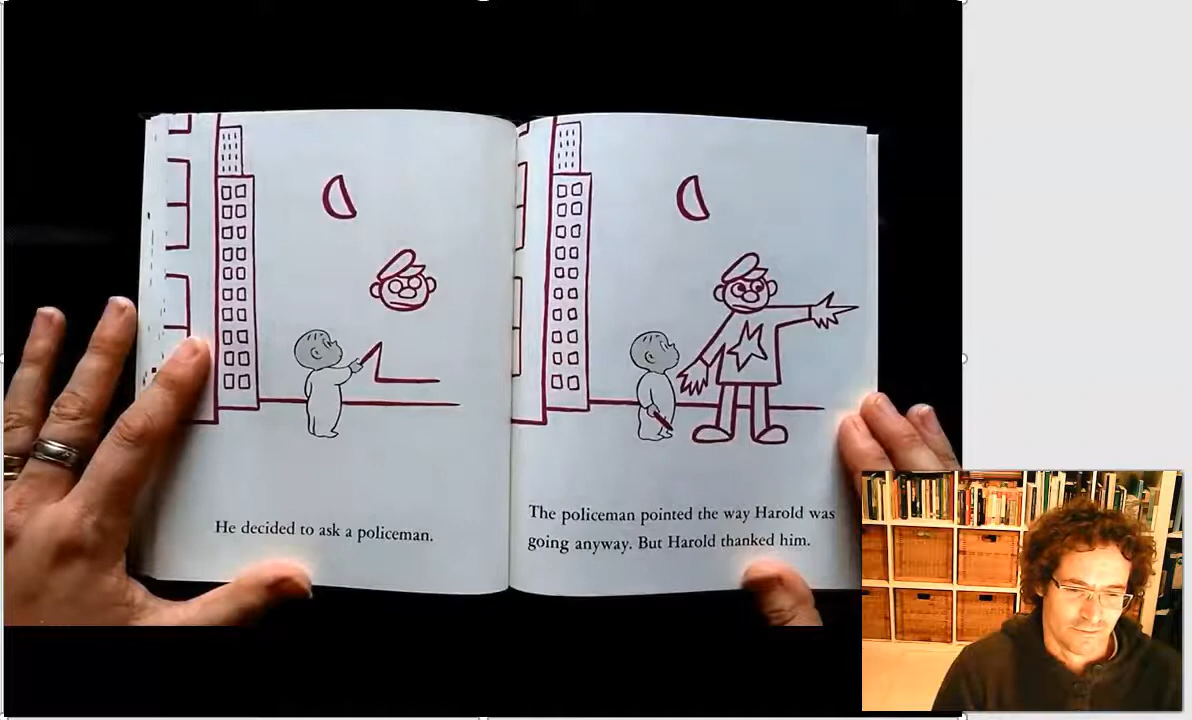 He decided to ask a policeman.
The policeman pointed the way Harold was
going anyway. But Harold thanked him.